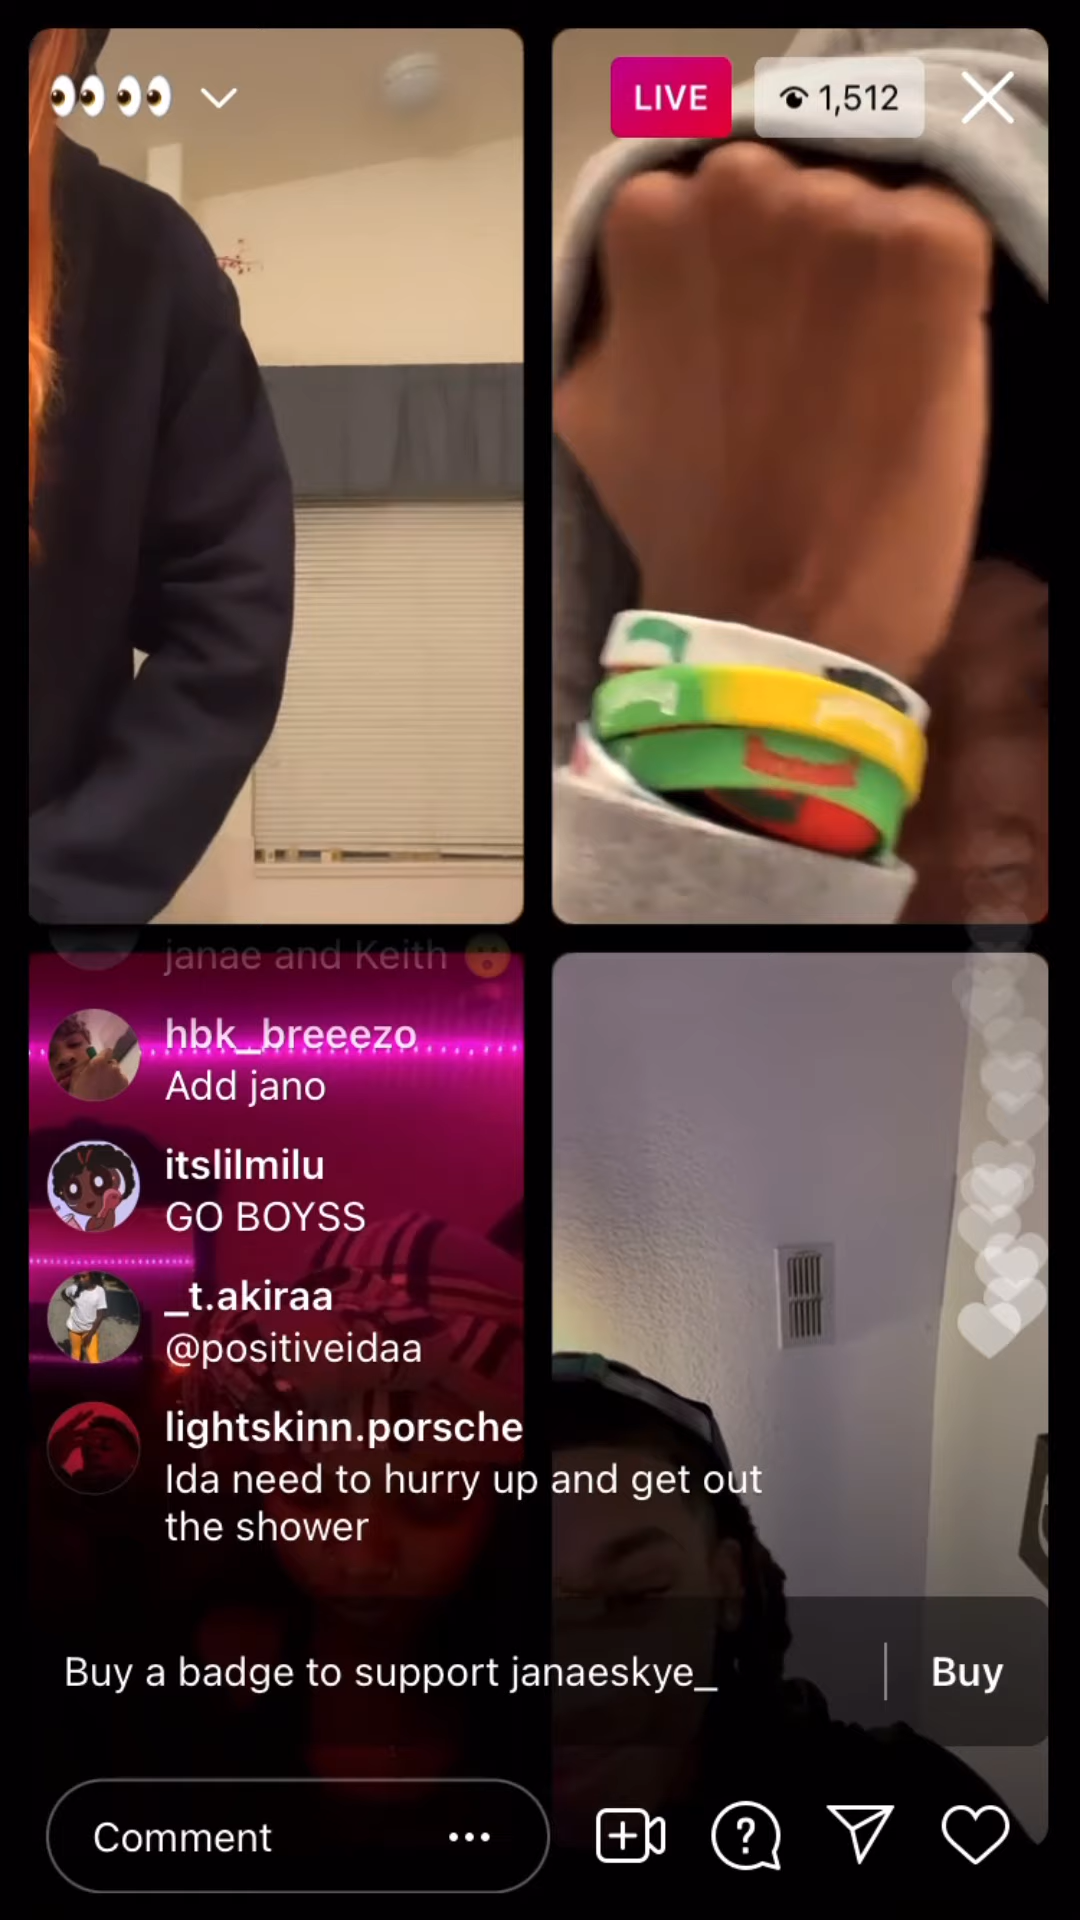 👀 👀
LIVE
1,512
janae and Keith 😯
hbk_breeezo
Add jano
itslilmilu
GO BOYSS
_t.akiraa
@positiveidaa
lightskinn.porsche
Ida need to hurry up and get out
the shower
Buy a badge to support janaeskye_
Buy
Comment